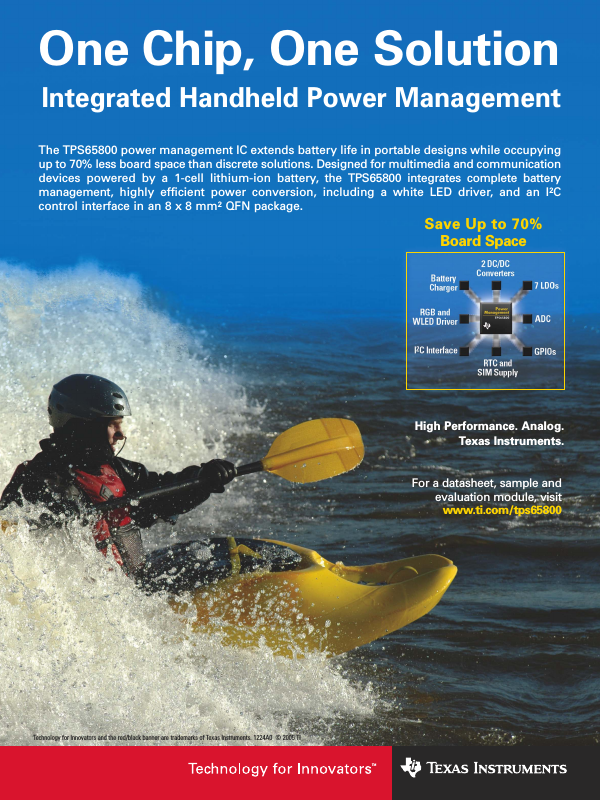 One Chip, One Solution
Integrated Handheld Power Management
The TPS65800 power management IC extends battery life in portable designs while occupying
up to 70% less board space than discrete solutions. Designed for multimedia and communication
devices powered by a 1-cell lithium-ion battery, the TPS65800 integrates complete battery
management, highly efficient power conversion, including a white LED driver, and an I²C
control interface in an 8 x 8 mm² QFN package.
Save Up to 70%
Board Space
2 DC/DC
Converters
Battery
Charger
7 LDOs
Power
Management
TPS65800
RGB and
WLED Driver
ADC
I²C Interface
GPIOs
RTC and
SIM Supply
High Performance. Analog.
Texas Instruments.
For a datasheet, sample and
evaluation module, visit
www.ti.com/tps65800
Technology for Innovators and the red/black banner are trademarks of Texas Instruments. 1224A0 © 2005 TI
Technology for Innovators™
TEXAS INSTRUMENTS